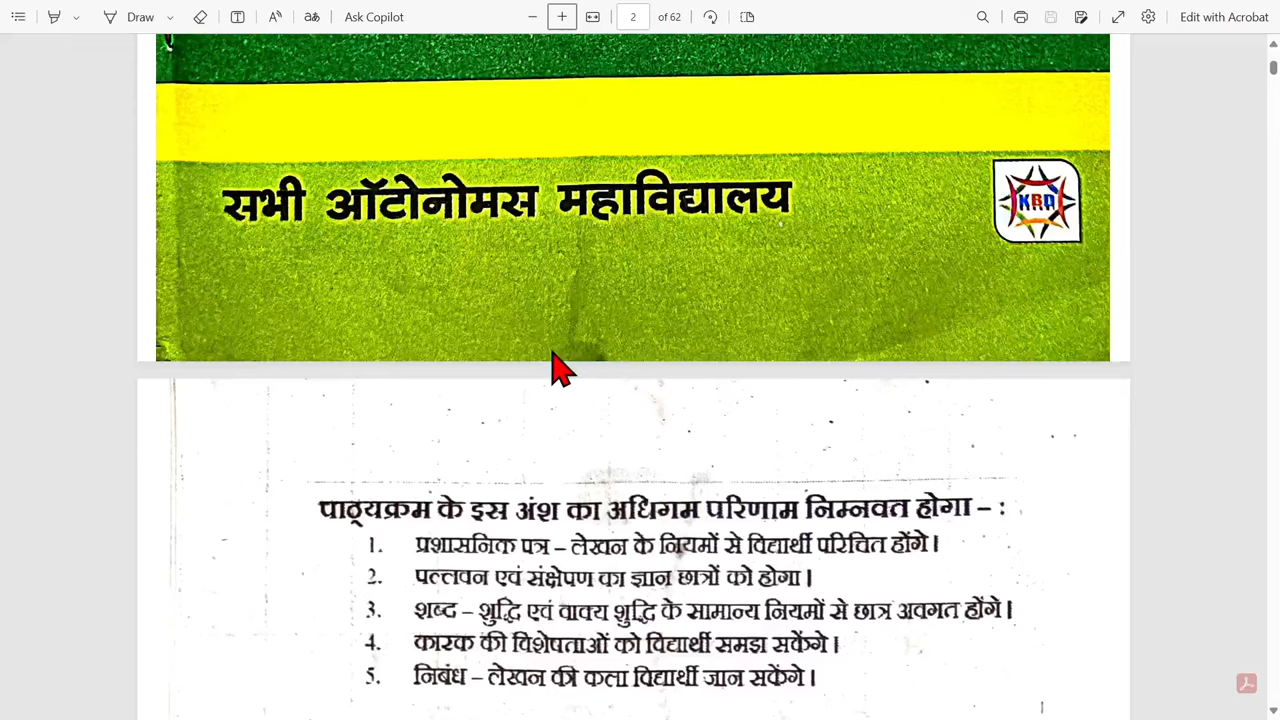 Draw
Ask Copilot
2 of 62
Edit with Acrobat
सभी ऑटोनोमस महाविद्यालय
KBD
पाठ्यक्रम के इस अंश का अधिगम परिणाम निम्नवत होगा – :
1. प्रशासनिक पत्र – लेखन के नियमों से विद्यार्थी परिचित होंगे।
2. पल्लवन एवं संक्षेपण का ज्ञान छात्रों को होगा।
3. शब्द – शुद्धि एवं वाक्य शुद्धि के सामान्य नियमों से छात्र अवगत होंगे।
4. कारक की विशेषताओं को विद्यार्थी समझ सकेंगे।
5. निबंध – लेखन की कला विद्यार्थी जान सकेंगे।